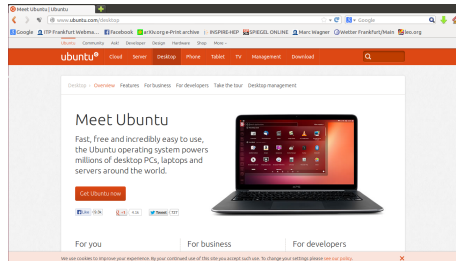 Meet Ubuntu | Ubuntu
www.ubuntu.com/desktop
Google
Google ITP Frankfurt Webma... Facebook arXiv.org e-Print archive INSPIRE-HEP SPIEGEL ONLINE Marc Wagner Wetter Frankfurt/Main leo.org
Ubuntu Community Ask! Developer Design Hardware Shop More
ubuntu Cloud Server Desktop Phone Tablet TV Management Download
Desktop › Overview Features For business For developers Take the tour Desktop management
Meet Ubuntu
Fast, free and incredibly easy to use,
the Ubuntu operating system powers
millions of desktop PCs, laptops and
servers around the world.
Get Ubuntu now
Like
Tweet
For you For business For developers
We use cookies to improve your experience. By your continued use of this site you accept such use. To change your settings please see our policy. X